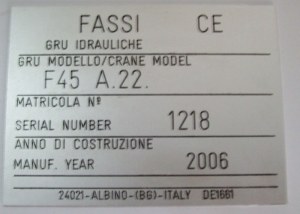 FASSI CE
GRU IDRAULICHE
GRU MODELLO/CRANE MODEL
F45 A.22.
MATRICOLA Nº
SERIAL NUMBER 1218
ANNO DI COSTRUZIONE
MANUF. YEAR 2006
24021-ALBINO-(BG)-ITALY DE1661